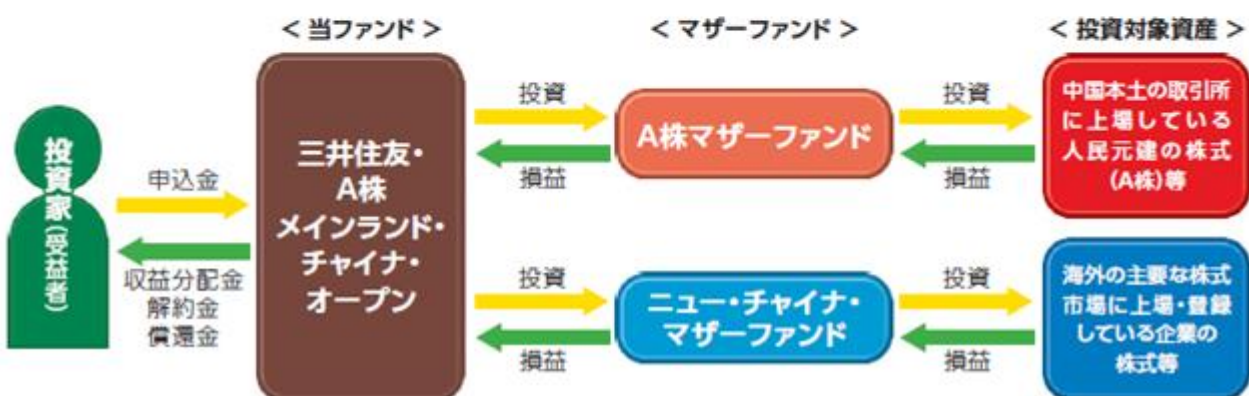 ＜当ファンド＞
＜マザーファンド＞
＜投資対象資産＞
投資家(受益者)
申込金
収益分配金
解約金
償還金
三井住友・
A株
メインランド・
チャイナ・
オープン
投資
損益
A株マザーファンド
投資
損益
中国本土の取引所
に上場している
人民元建の株式
(A株)等
投資
損益
ニュー・チャイナ・
マザーファンド
投資
損益
海外の主要な株式
市場に上場・登録
している企業の
株式等